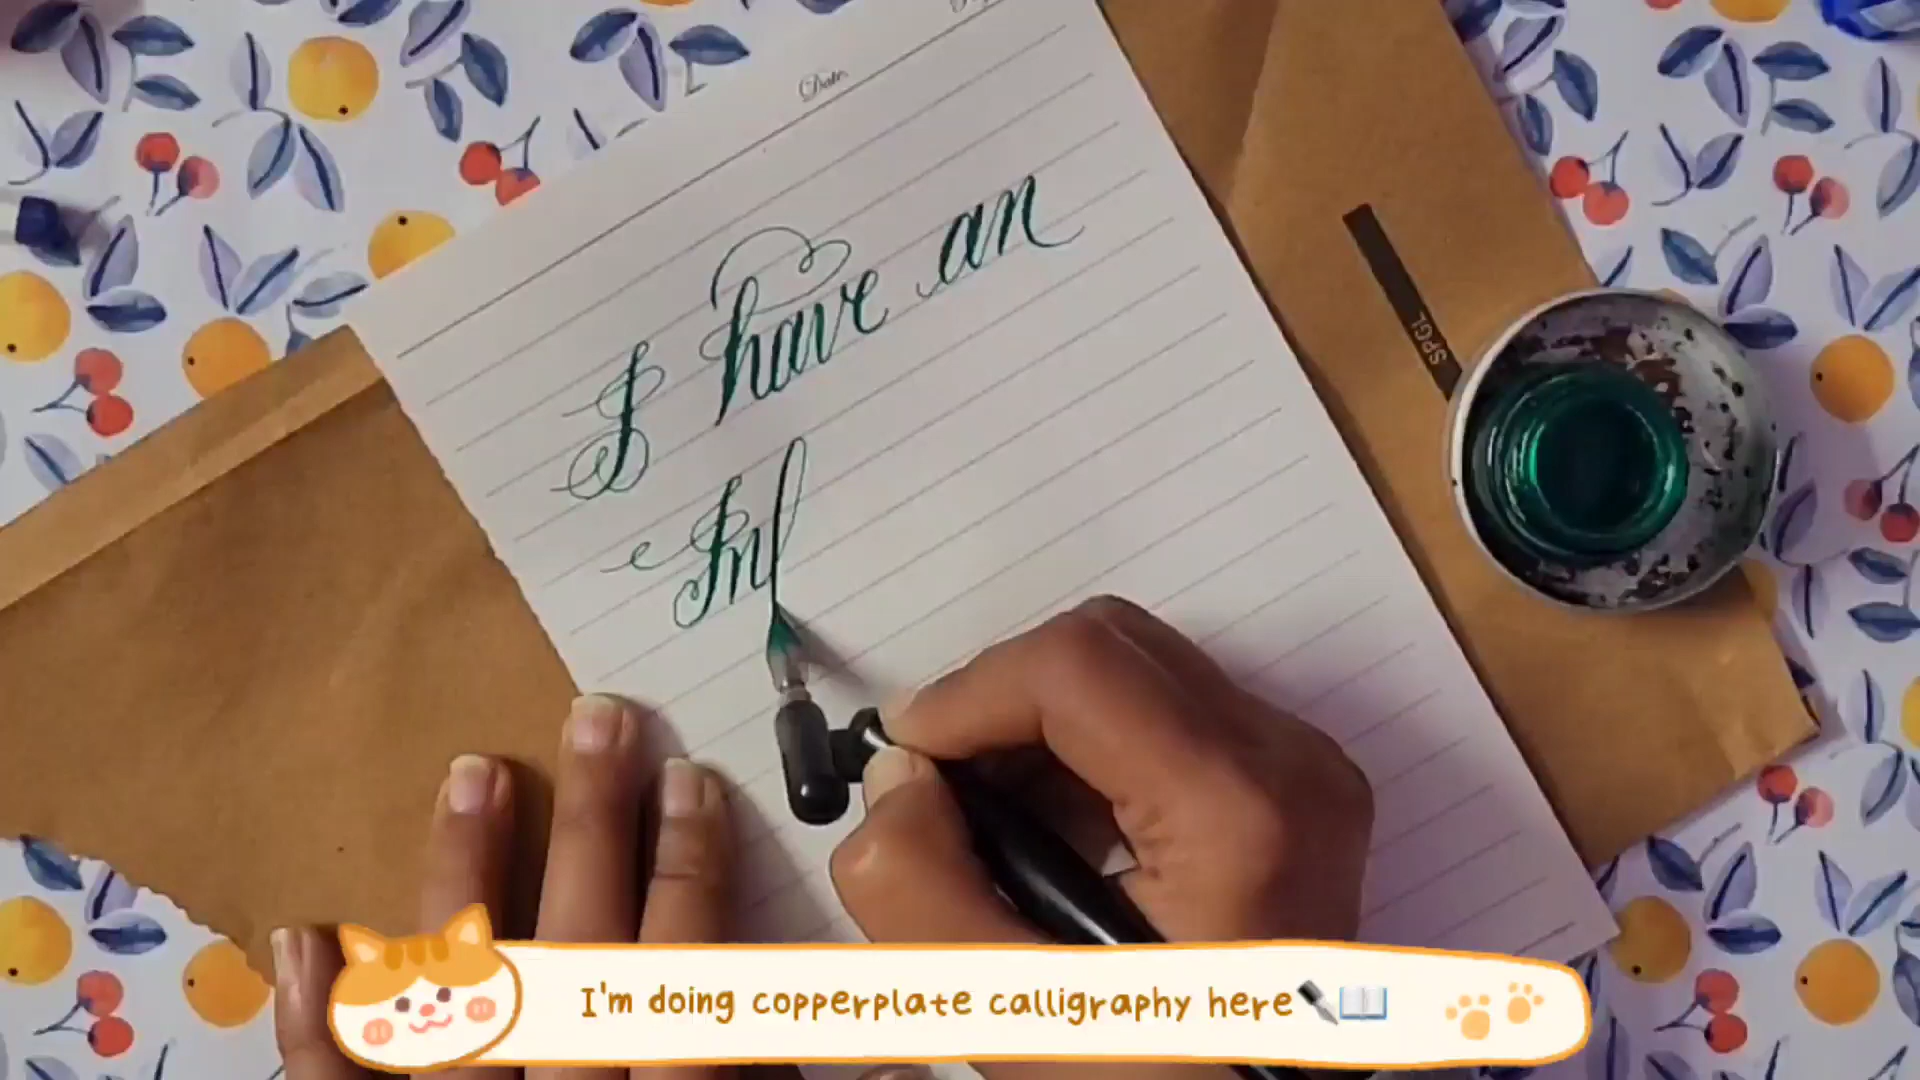 Date
I have an
Inf
SPGL
I'm doing copperplate calligraphy here✒️📖